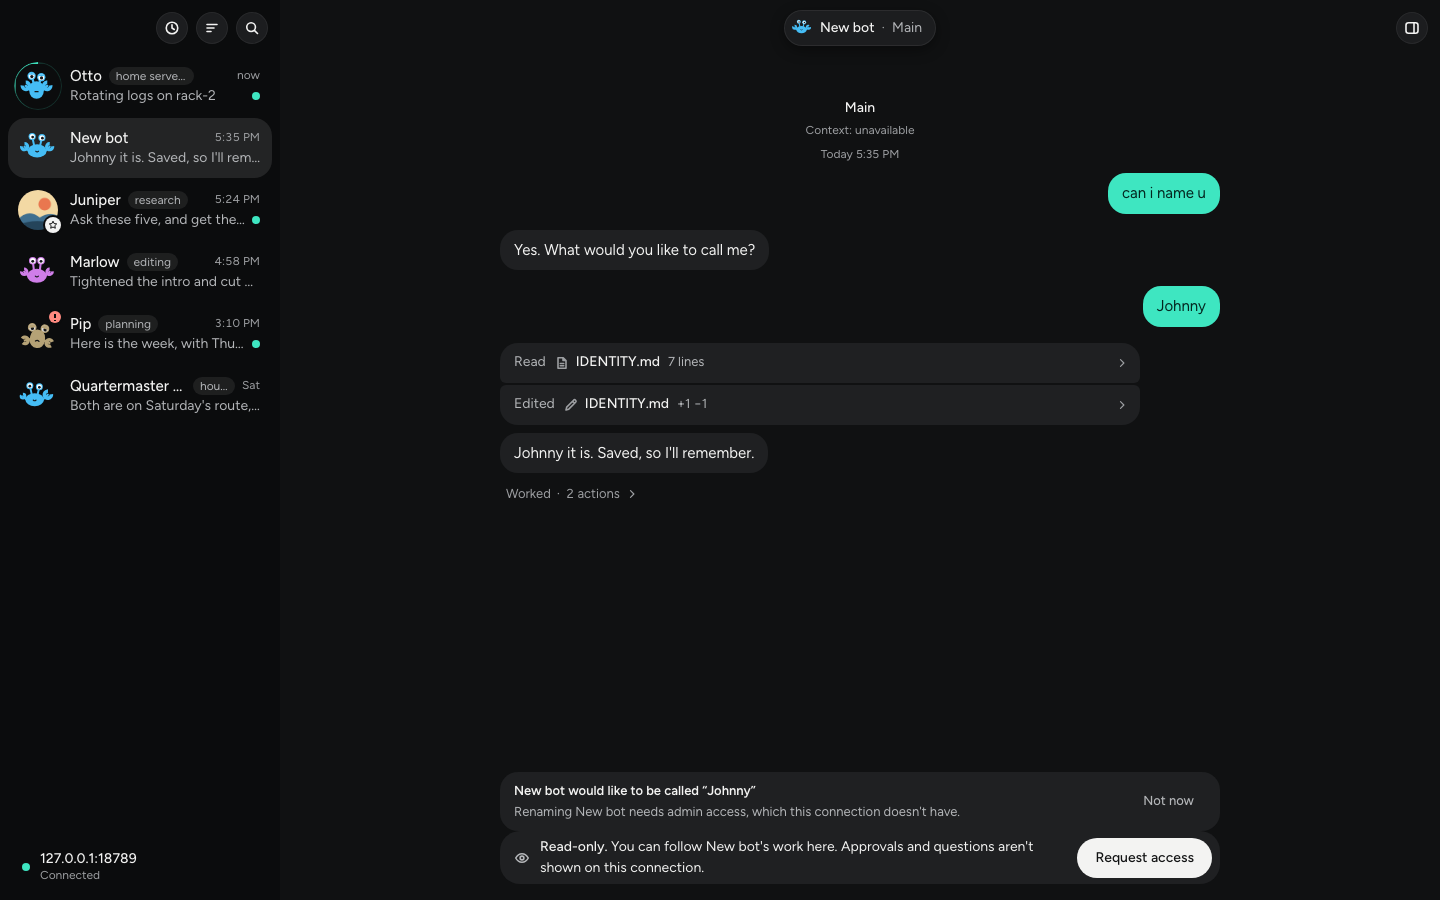 Otto home serve... now
Rotating logs on rack-2
New bot 5:35 PM
Johnny it is. Saved, so I'll rem...
Juniper research 5:24 PM
Ask these five, and get the...
Marlow editing 4:58 PM
Tightened the intro and cut ...
Pip planning 3:10 PM
Here is the week, with Thu...
Quartermaster ... hou... Sat
Both are on Saturday's route,...
127.0.0.1:18789
Connected
New bot · Main
Main
Context: unavailable
Today 5:35 PM
can i name u
Yes. What would you like to call me?
Johnny
Read IDENTITY.md 7 lines
Edited IDENTITY.md +1 −1
Johnny it is. Saved, so I'll remember.
Worked · 2 actions
New bot would like to be called “Johnny”
Renaming New bot needs admin access, which this connection doesn't have.
Not now
Read-only. You can follow New bot's work here. Approvals and questions aren't
shown on this connection.
Request access